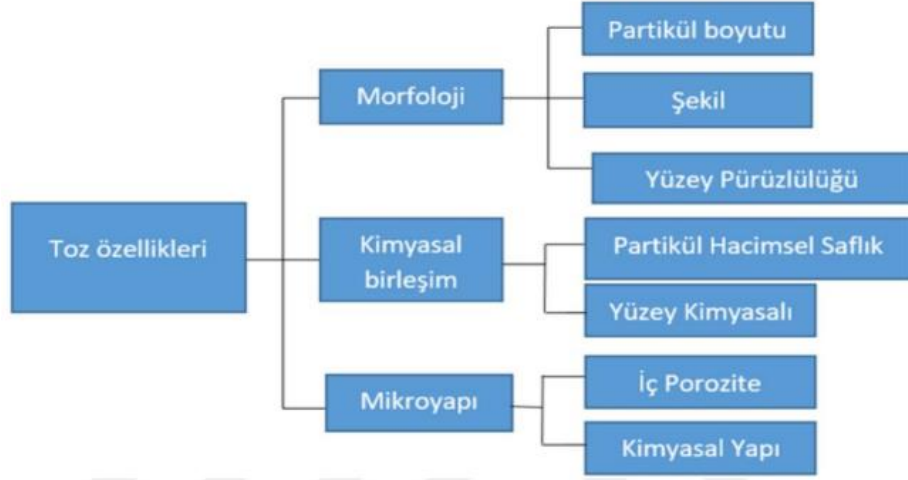 Toz özellikleri
Morfoloji
Partikül boyutu
Şekil
Yüzey Pürüzlülüğü
Kimyasal
birleşim
Partikül Hacimsel Saflık
Yüzey Kimyasalı
Mikroyapı
İç Porozite
Kimyasal Yapı